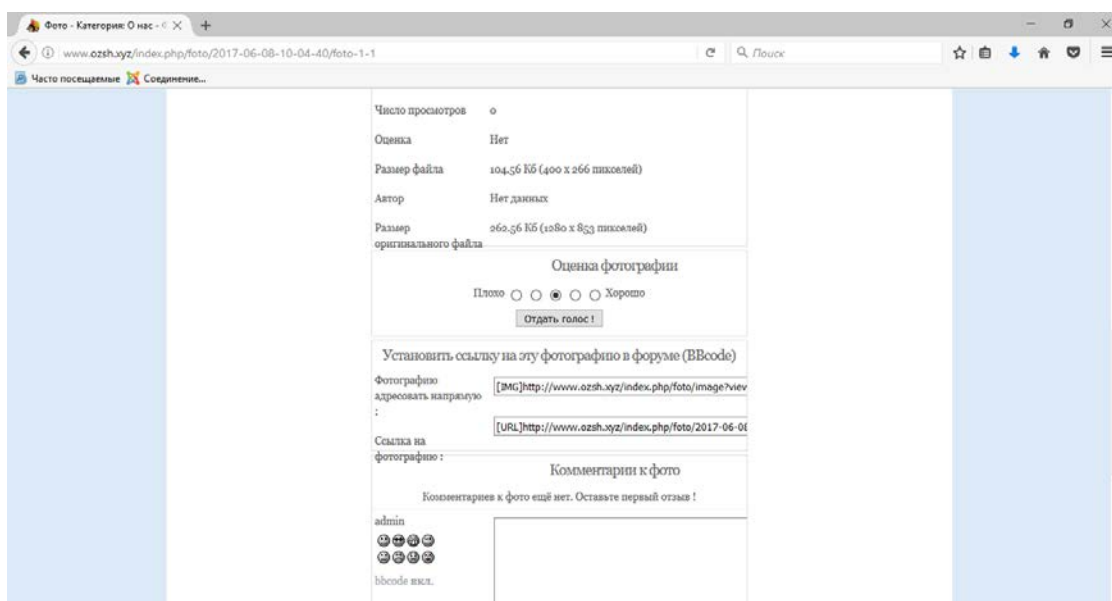 Фото - Категория: О нас -
www.ozsh.xyz/index.php/foto/2017-06-08-10-04-40/foto-1-1
Поиск
Часто посещаемые Соединение...
Число просмотров 0
Оценка Нет
Размер файла 104.56 Кб (400 x 266 пикселей)
Автор Нет данных
Размер 262.56 Кб (1280 x 853 пикселей)
оригинального файла
Оценка фотографии
Плохо Хорошо
Отдать голос !
Установить ссылку на эту фотографию в форуме (BBcode)
Фотографию
адресовать напрямую
:
[IMG]http://www.ozsh.xyz/index.php/foto/image?view
Ссылка на
фотографию :
[URL]http://www.ozsh.xyz/index.php/foto/2017-06-08
Комментарии к фото
Комментариев к фото ещё нет. Оставьте первый отзыв !
admin
bbcode вкл.